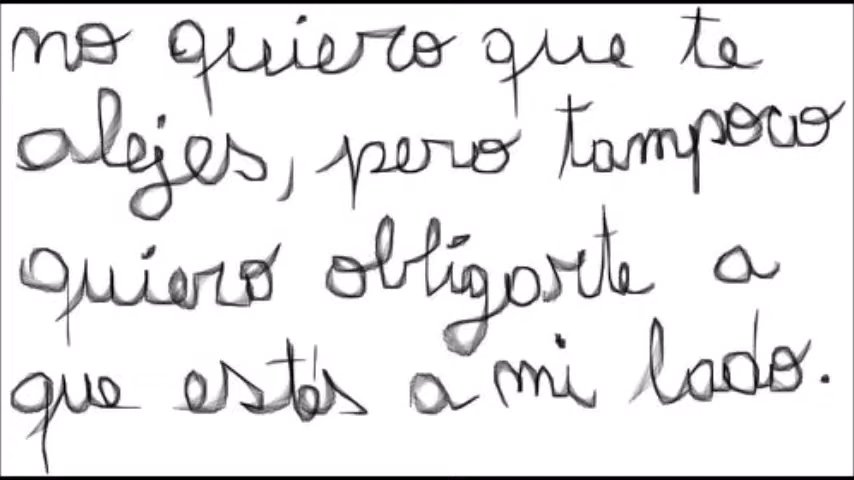 no quiero que te
alejes, pero tampoco
quiero obligarte a
que estés a mi lado.